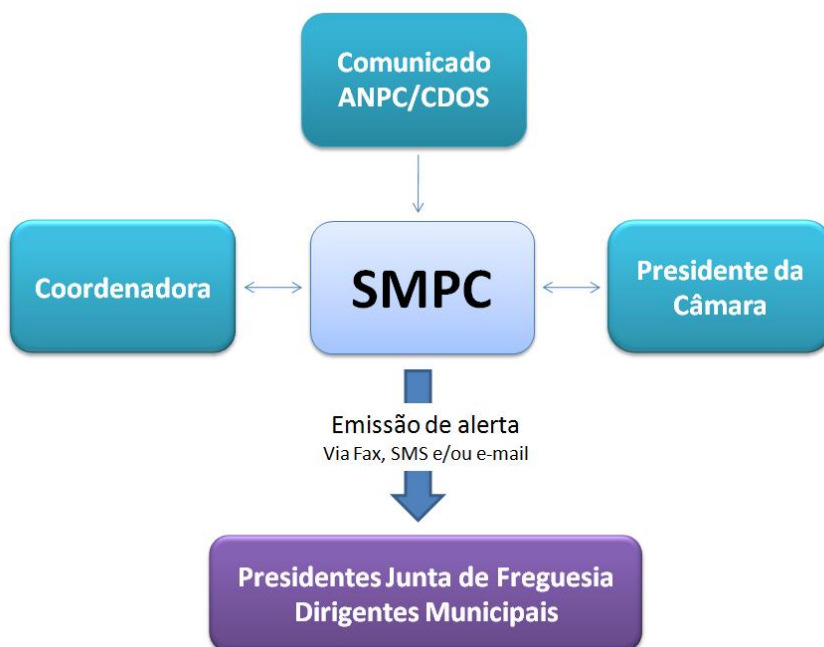 Comunicado
ANPC/CDOS
Coordenadora
SMPC
Presidente da
Câmara
Emissão de alerta
Via Fax, SMS e/ou e-mail
Presidentes Junta de Freguesia
Dirigentes Municipais